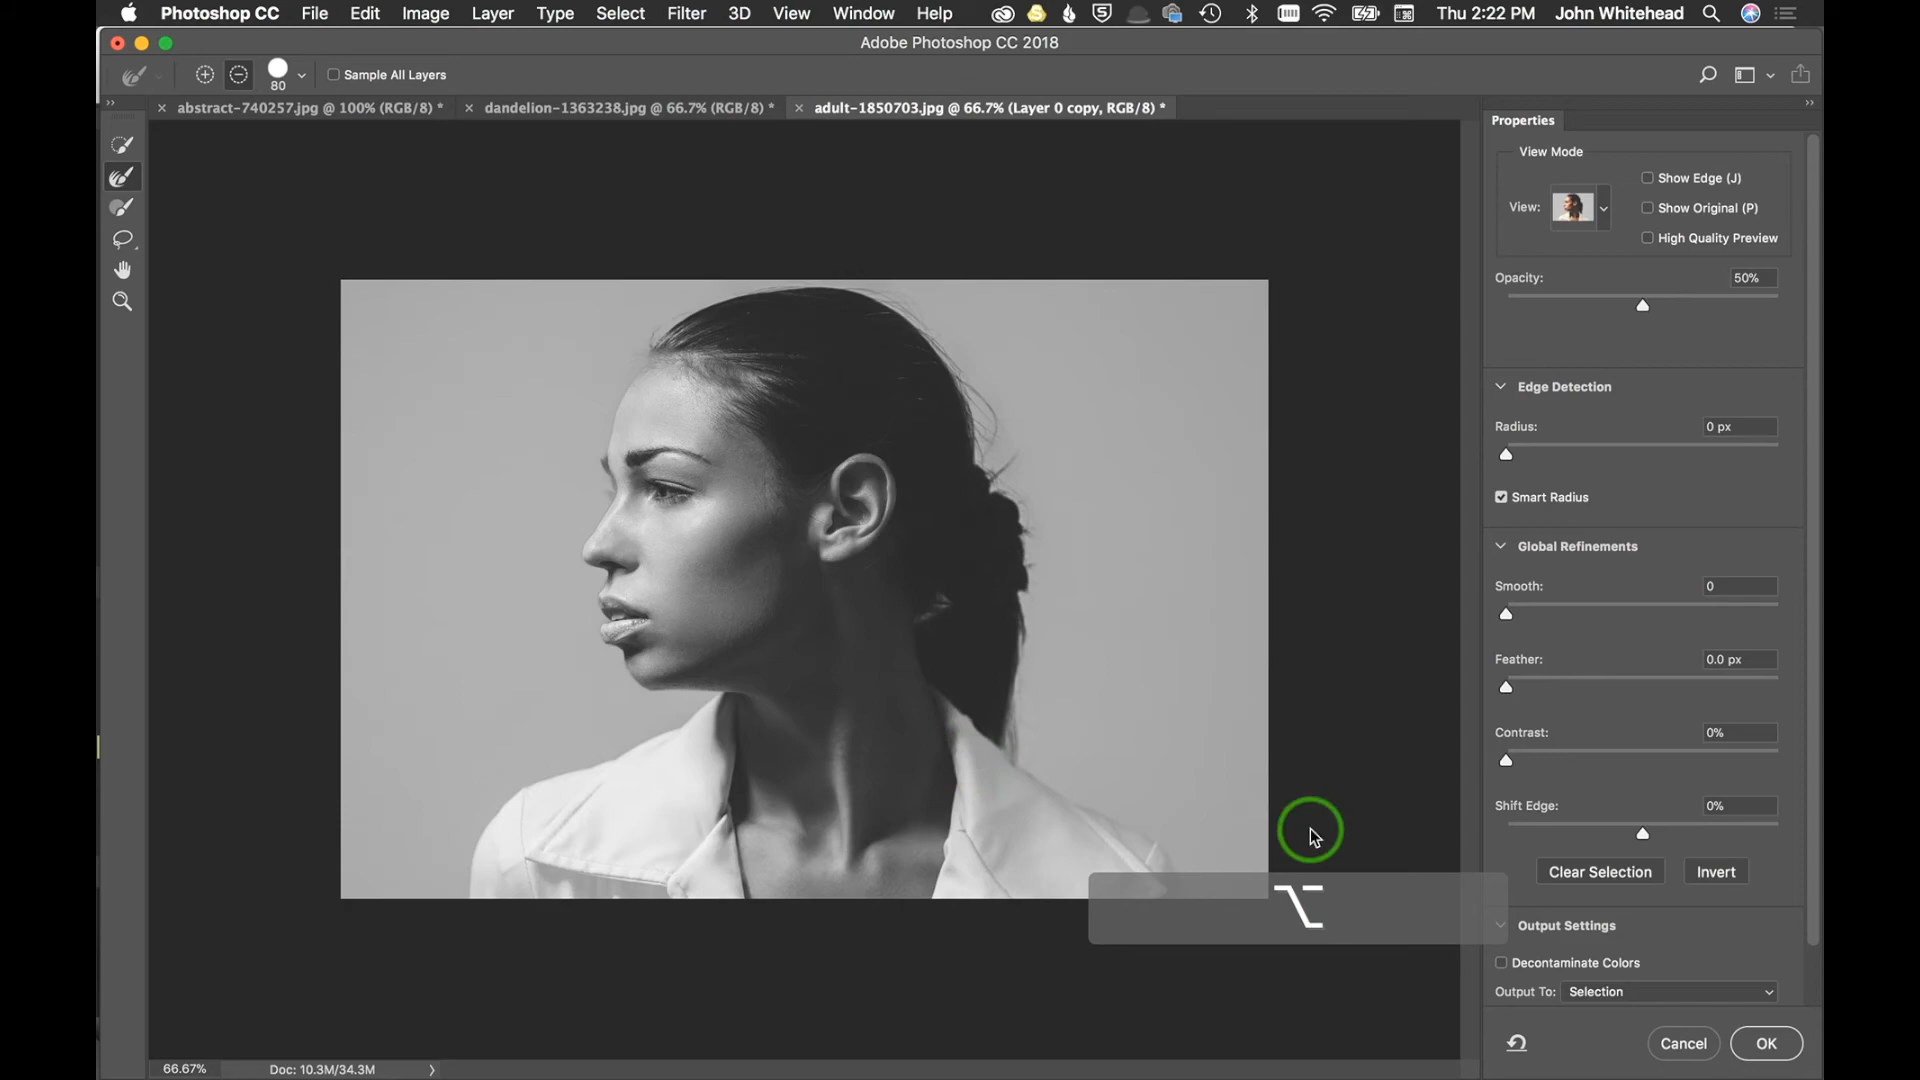 Photoshop CC File Edit Image Layer Type Select Filter 3D View Window Help Thu 2:22 PM John Whitehead
Adobe Photoshop CC 2018
80
Sample All Layers
abstract-740257.jpg @ 100% (RGB/8) *
dandelion-1363238.jpg @ 66.7% (RGB/8) *
adult-1850703.jpg @ 66.7% (Layer 0 copy, RGB/8) *
Properties
View Mode
View:
Show Edge (J)
Show Original (P)
High Quality Preview
Opacity: 50%
Edge Detection
Radius: 0 px
Smart Radius
Global Refinements
Smooth: 0
Feather: 0.0 px
Contrast: 0%
Shift Edge: 0%
Clear Selection Invert
Output Settings
Decontaminate Colors
Output To: Selection
Cancel OK
66.67% Doc: 10.3M/34.3M